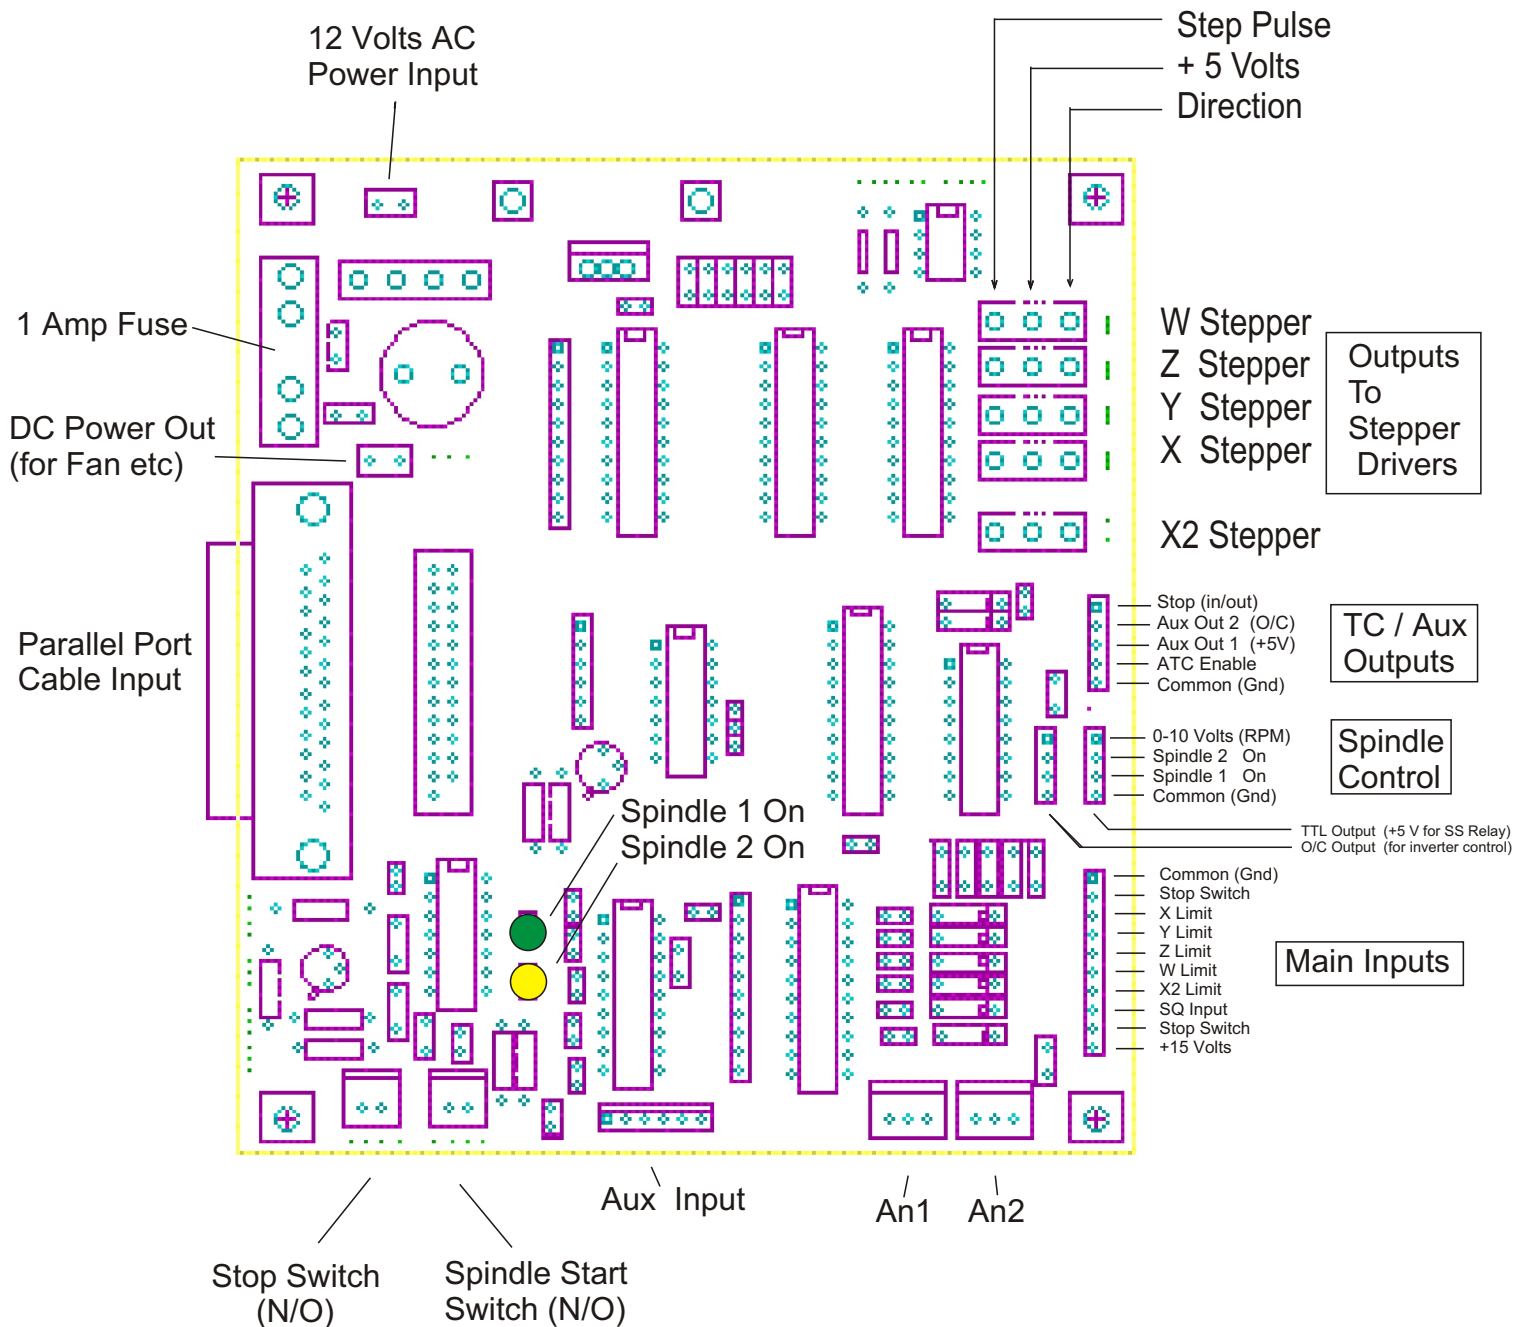 12 Volts AC
Power Input
Step Pulse
+ 5 Volts
Direction
1 Amp Fuse
DC Power Out
(for Fan etc)
Parallel Port
Cable Input
W Stepper
Z Stepper
Y Stepper
X Stepper
X2 Stepper
Outputs
To
Stepper
Drivers
Stop (in/out)
Aux Out 2 (O/C)
Aux Out 1 (+5V)
ATC Enable
Common (Gnd)
TC / Aux
Outputs
0-10 Volts (RPM)
Spindle 2 On
Spindle 1 On
Common (Gnd)
Spindle
Control
TTL Output (+5 V for SS Relay)
O/C Output (for inverter control)
Spindle 1 On
Spindle 2 On
Common (Gnd)
Stop Switch
X Limit
Y Limit
Z Limit
W Limit
X2 Limit
SQ Input
Stop Switch
+15 Volts
Main Inputs
Aux Input
An1
An2
Stop Switch
(N/O)
Spindle Start
Switch (N/O)